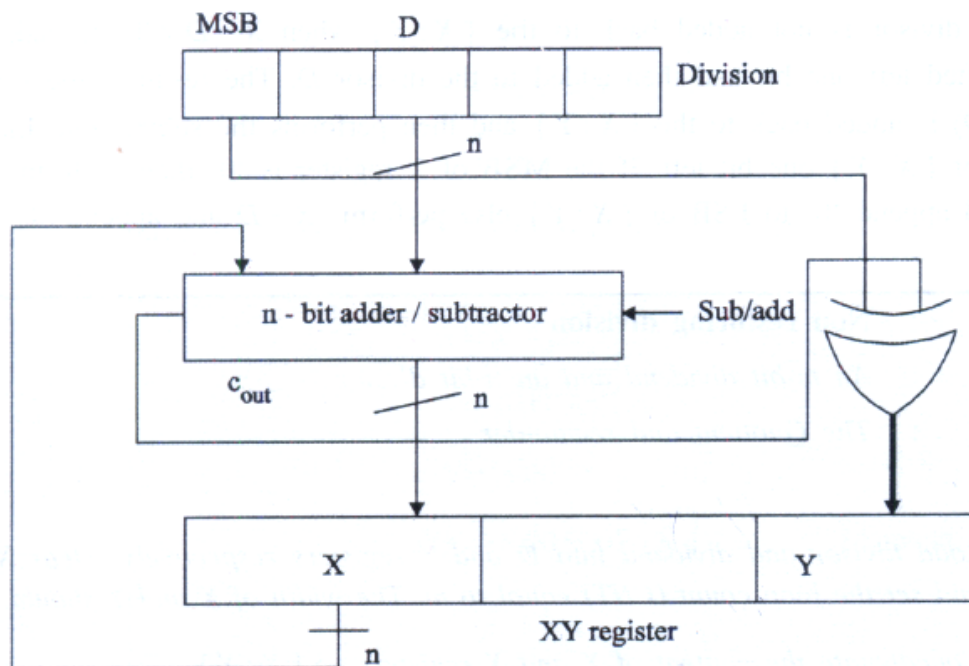 MSB D
Division
n
n - bit adder / subtractor
Sub/add
c_out
n
X Y
XY register
n